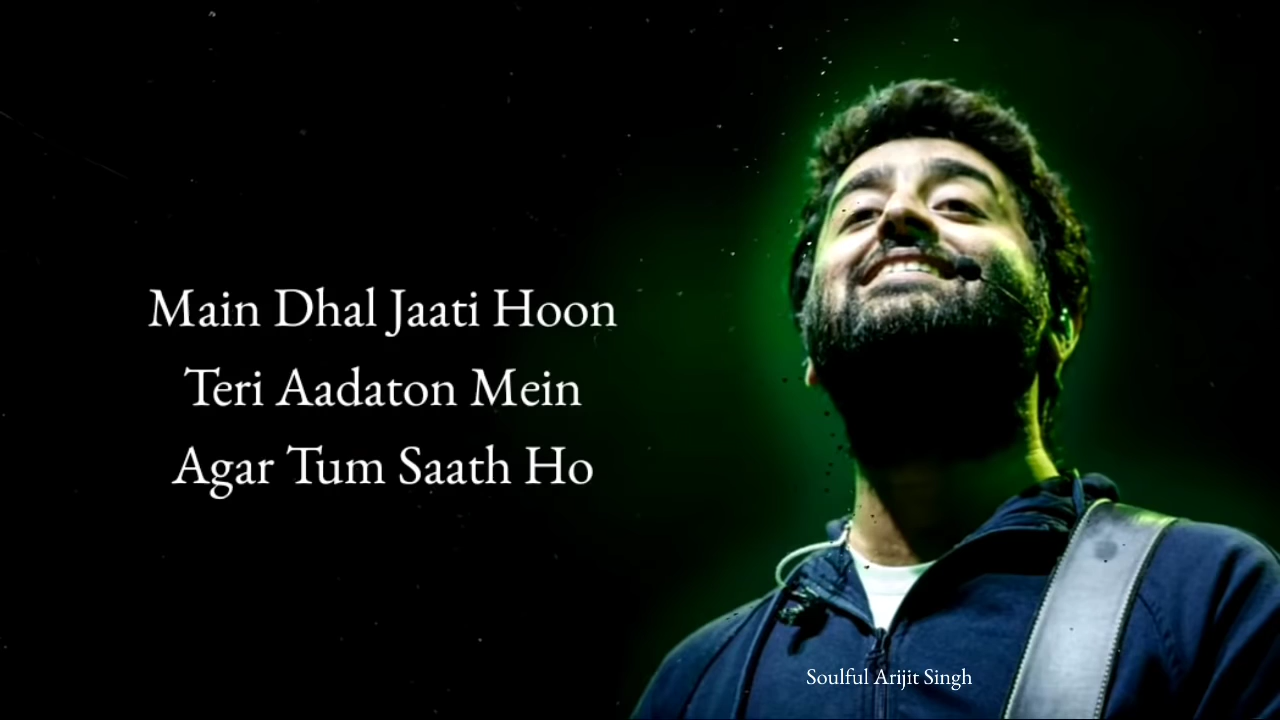 Main Dhal Jaati Hoon
Teri Aadaton Mein
Agar Tum Saath Ho
Soulful Arijit Singh